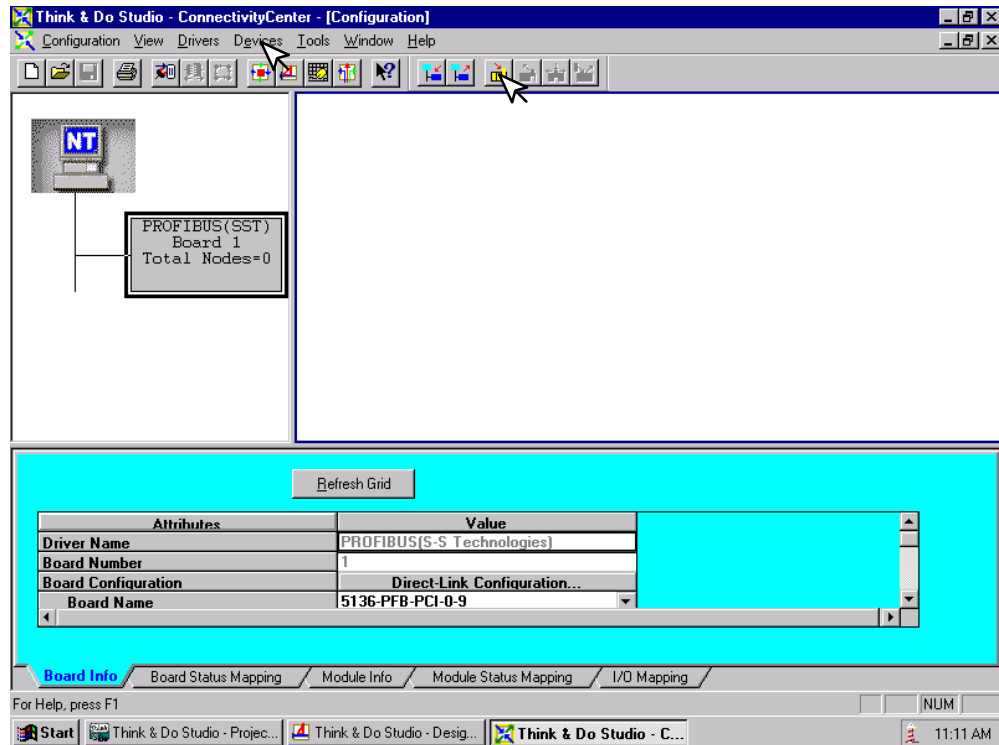 Think & Do Studio - ConnectivityCenter - [Configuration]
Configuration View Drivers Devices Tools Window Help
NT
PROFIBUS(SST)
Board 1
Total Nodes=0
Refresh Grid
Attributes Value
Driver Name PROFIBUS(S-S Technologies)
Board Number 1
Board Configuration Direct-Link Configuration...
Board Name 5136-PFB-PCI-0-9
Board Info Board Status Mapping Module Info Module Status Mapping I/O Mapping
For Help, press F1 NUM
Start Think & Do Studio - Projec... Think & Do Studio - Desig... Think & Do Studio - C... 11:11 AM